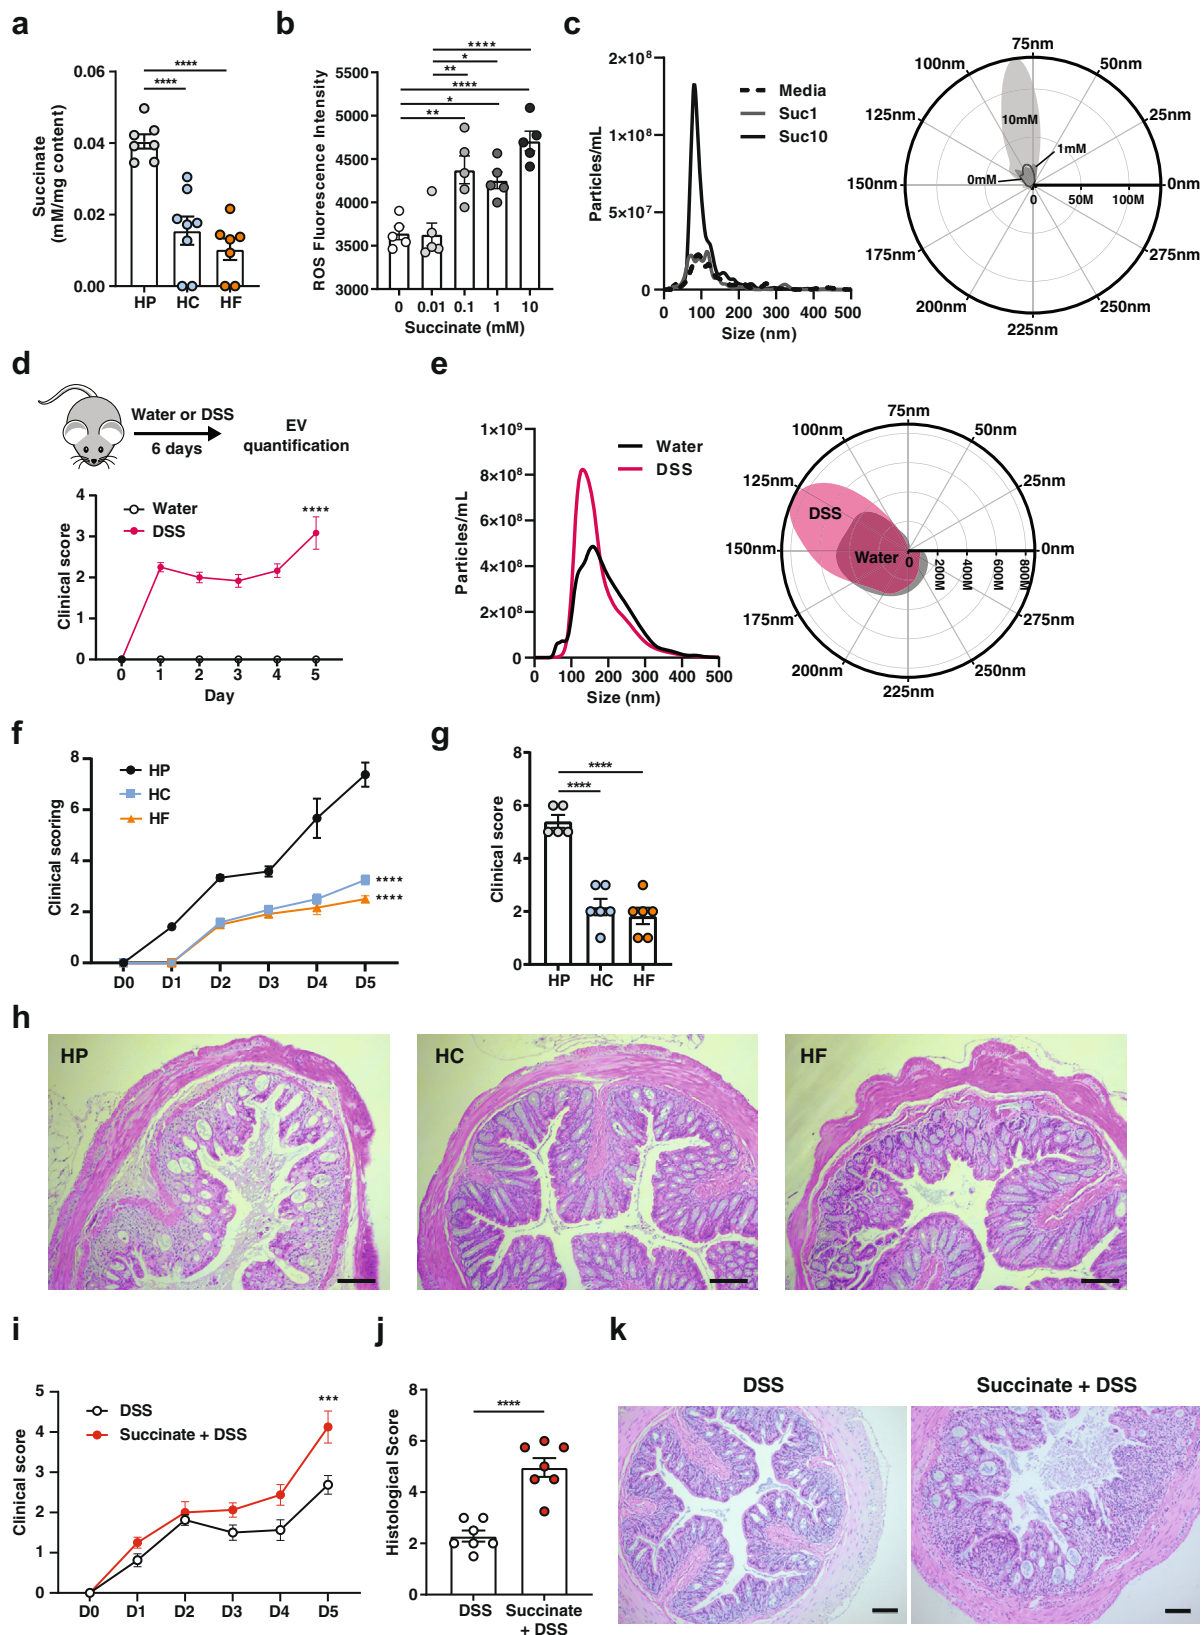 a
Succinate
(mM/mg content)
0.06
0.04
0.02
0.00
****
****
HP
HC
HF
b
ROS Fluorescence Intensity
5500
5000
4500
4000
3500
3000
****
*
**
****
*
**
0
0.01
0.1
1
10
Succinate (mM)
c
Particles/mL
2×10⁸
1×10⁸
5×10⁷
0
Media
Suc1
Suc10
0
100
200
300
400
500
Size (nm)
75nm
50nm
25nm
0nm
275nm
250nm
225nm
200nm
175nm
150nm
125nm
100nm
10mM
1mM
0mM
0
50M
100M
d
Water or DSS
6 days
EV
quantification
Clinical score
4
3
2
1
0
Water
DSS
****
0
1
2
3
4
5
Day
e
Particles/mL
1×10⁹
8×10⁸
6×10⁸
4×10⁸
2×10⁸
0
Water
DSS
0
100
200
300
400
500
Size (nm)
75nm
50nm
25nm
0nm
275nm
250nm
225nm
200nm
175nm
150nm
125nm
100nm
DSS
Water
0
200M
400M
600M
800M
f
Clinical scoring
8
6
4
2
0
HP
HC
HF
****
****
D0
D1
D2
D3
D4
D5
g
Clinical score
8
6
4
2
0
****
****
HP
HC
HF
h
HP
HC
HF
i
Clinical score
5
4
3
2
1
0
DSS
Succinate + DSS
***
D0
D1
D2
D3
D4
D5
j
Histological Score
8
6
4
2
0
****
DSS
Succinate
+ DSS
k
DSS
Succinate + DSS